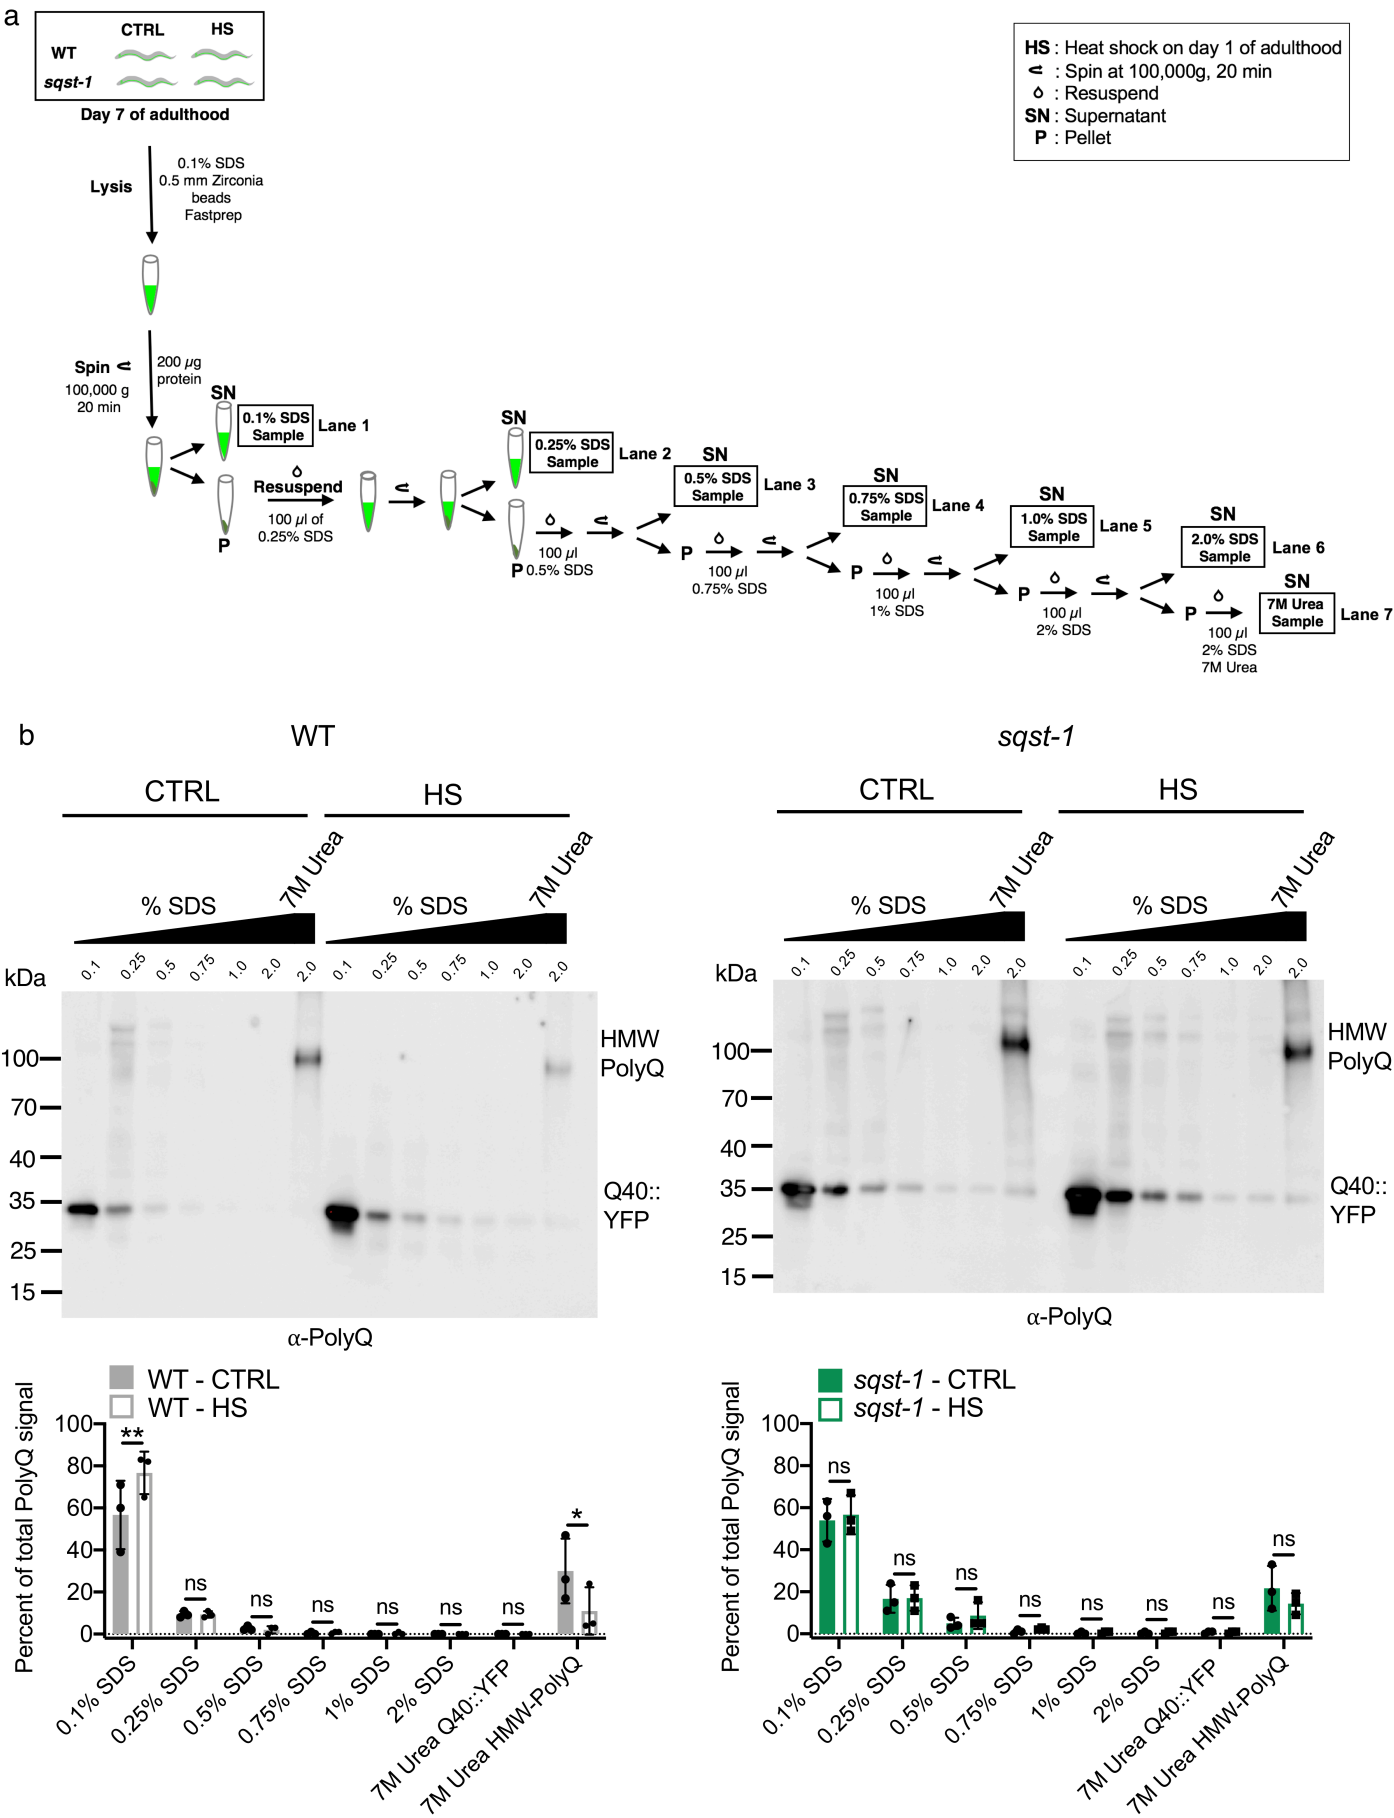 a
CTRL HS
WT
sqst-1
Day 7 of adulthood
HS : Heat shock on day 1 of adulthood
: Spin at 100,000g, 20 min
: Resuspend
SN : Supernatant
P : Pellet
Lysis
0.1% SDS
0.5 mm Zirconia
beads
Fastprep
Spin
100,000 g
20 min
200 µg
protein
SN
0.1% SDS
Sample
Lane 1
P
Resuspend
100 µl of
0.25% SDS
SN
0.25% SDS
Sample
Lane 2
P
100 µl
0.5% SDS
SN
0.5% SDS
Sample
Lane 3
P
100 µl
0.75% SDS
SN
0.75% SDS
Sample
Lane 4
P
100 µl
1% SDS
SN
1.0% SDS
Sample
Lane 5
P
100 µl
2% SDS
SN
2.0% SDS
Sample
Lane 6
P
100 µl
2% SDS
7M Urea
SN
7M Urea
Sample
Lane 7
b
WT
CTRL HS
% SDS 7M Urea % SDS 7M Urea
kDa 0.1 0.25 0.5 0.75 1.0 2.0 2.0 0.1 0.25 0.5 0.75 1.0 2.0 2.0
100
70
40
35
25
15
HMW
PolyQ
Q40::
YFP
α-PolyQ
sqst-1
CTRL HS
% SDS 7M Urea % SDS 7M Urea
kDa 0.1 0.25 0.5 0.75 1.0 2.0 2.0 0.1 0.25 0.5 0.75 1.0 2.0 2.0
100
70
40
35
25
15
HMW
PolyQ
Q40::
YFP
α-PolyQ
WT - CTRL
WT - HS
Percent of total PolyQ signal
100
80
60
40
20
0
** ns ns ns ns ns ns *
0.1% SDS
0.25% SDS
0.5% SDS
0.75% SDS
1% SDS
2% SDS
7M Urea Q40::YFP
7M Urea HMW-PolyQ
sqst-1 - CTRL
sqst-1 - HS
Percent of total PolyQ signal
100
80
60
40
20
0
ns ns ns ns ns ns ns ns
0.1% SDS
0.25% SDS
0.5% SDS
0.75% SDS
1% SDS
2% SDS
7M Urea Q40::YFP
7M Urea HMW-PolyQ